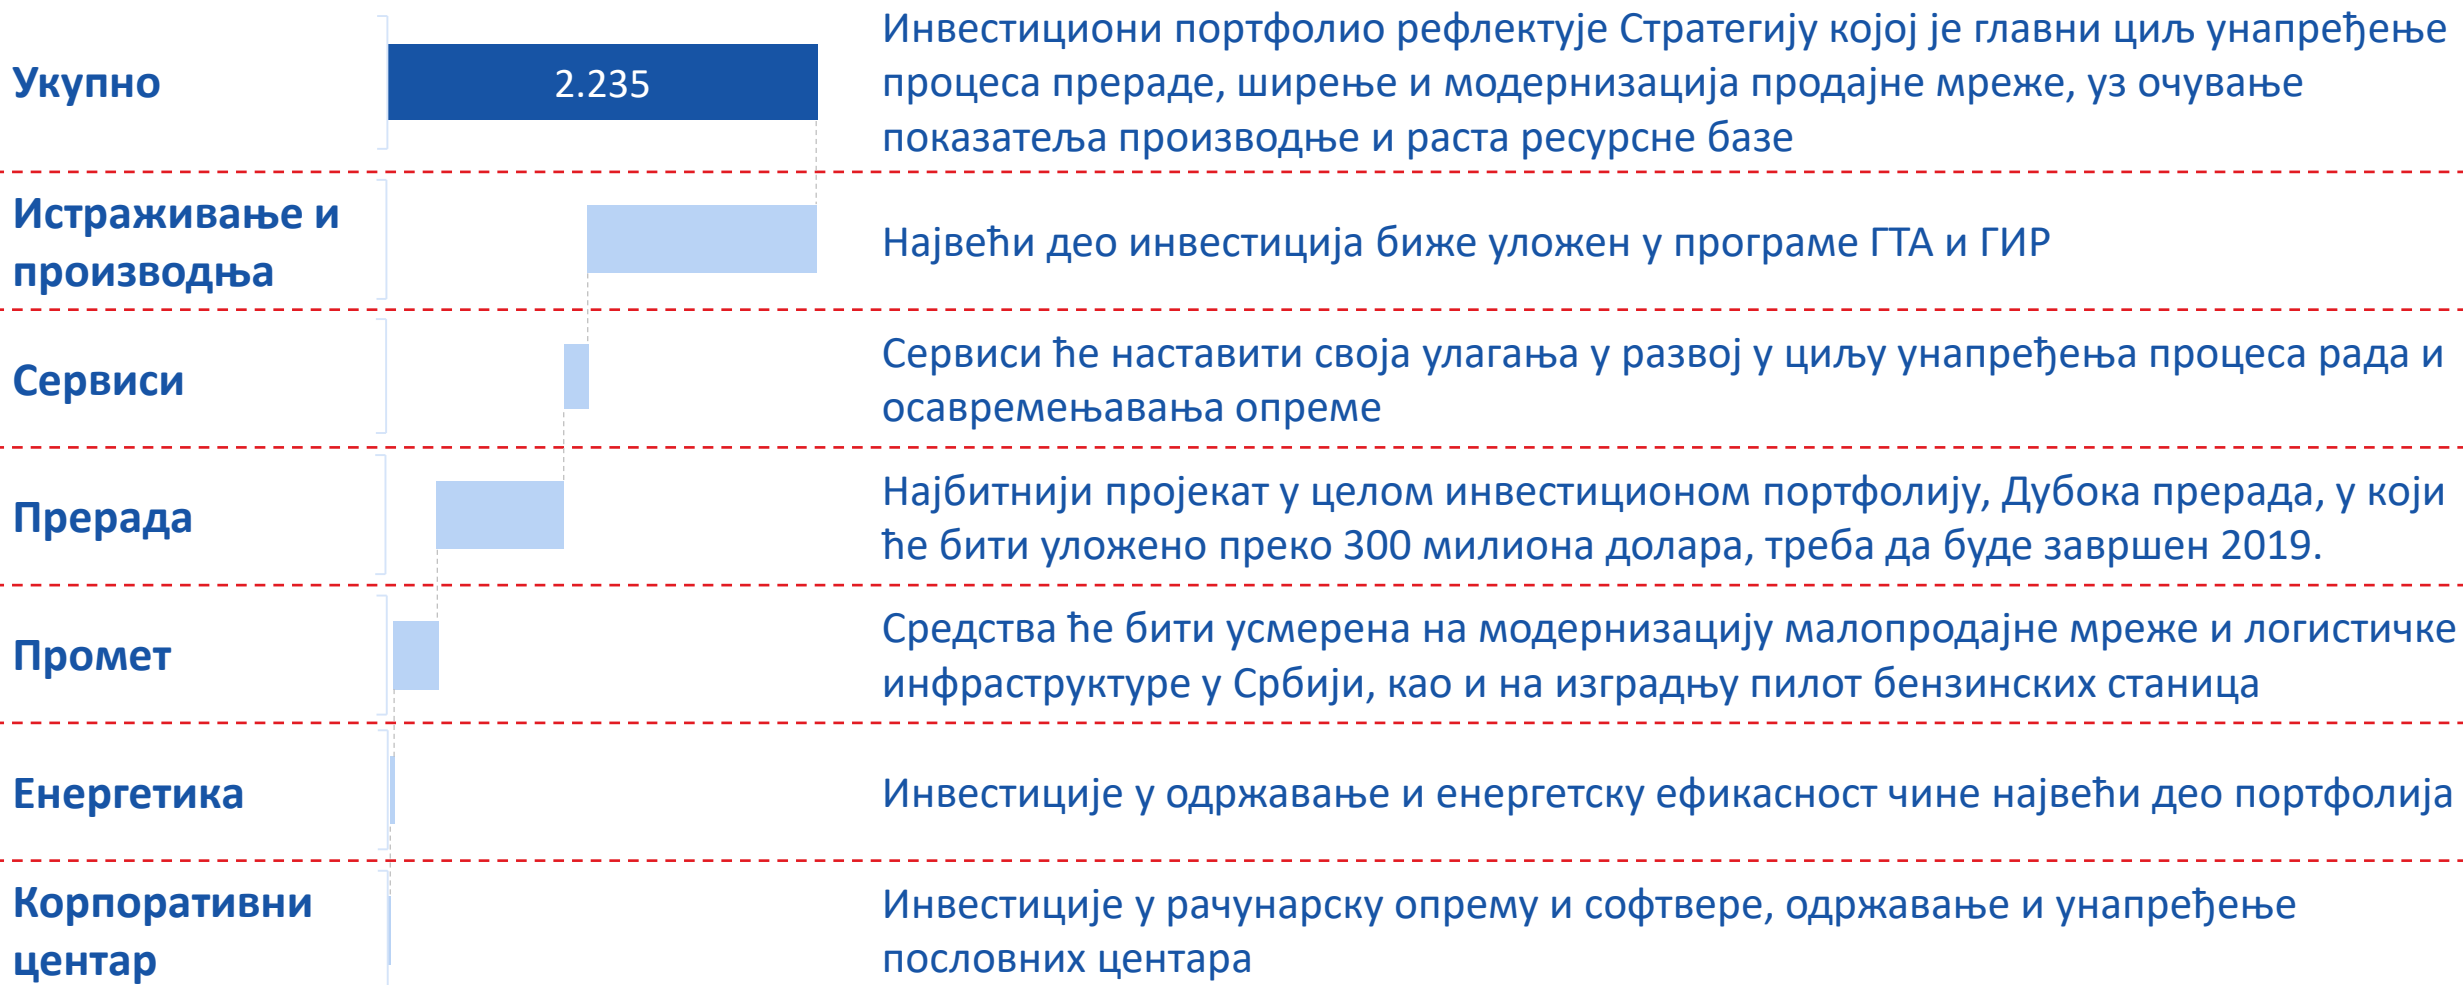 Укупно
2.235
Инвестициони портфолио рефлектује Стратегију којој је главни циљ унапређење
процеса прераде, ширење и модернизација продајне мреже, уз очување
показатеља производње и раста ресурсне базе
Истраживање и
производња
Највећи део инвестиција биже уложен у програме ГТА и ГИР
Сервиси
Сервиси ће наставити своја улагања у развој у циљу унапређења процеса рада и
осавремењавања опреме
Прерада
Најбитнији пројекат у целом инвестиционом портфолију, Дубока прерада, у који
ће бити уложено преко 300 милиона долара, треба да буде завршен 2019.
Промет
Средства ће бити усмерена на модернизацију малопродајне мреже и логистичке
инфраструктуре у Србији, као и на изградњу пилот бензинских станица
Енергетика
Инвестиције у одржавање и енергетску ефикасност чине највећи део портфолија
Корпоративни
центар
Инвестиције у рачунарску опрему и софтвере, одржавање и унапређење
пословних центара